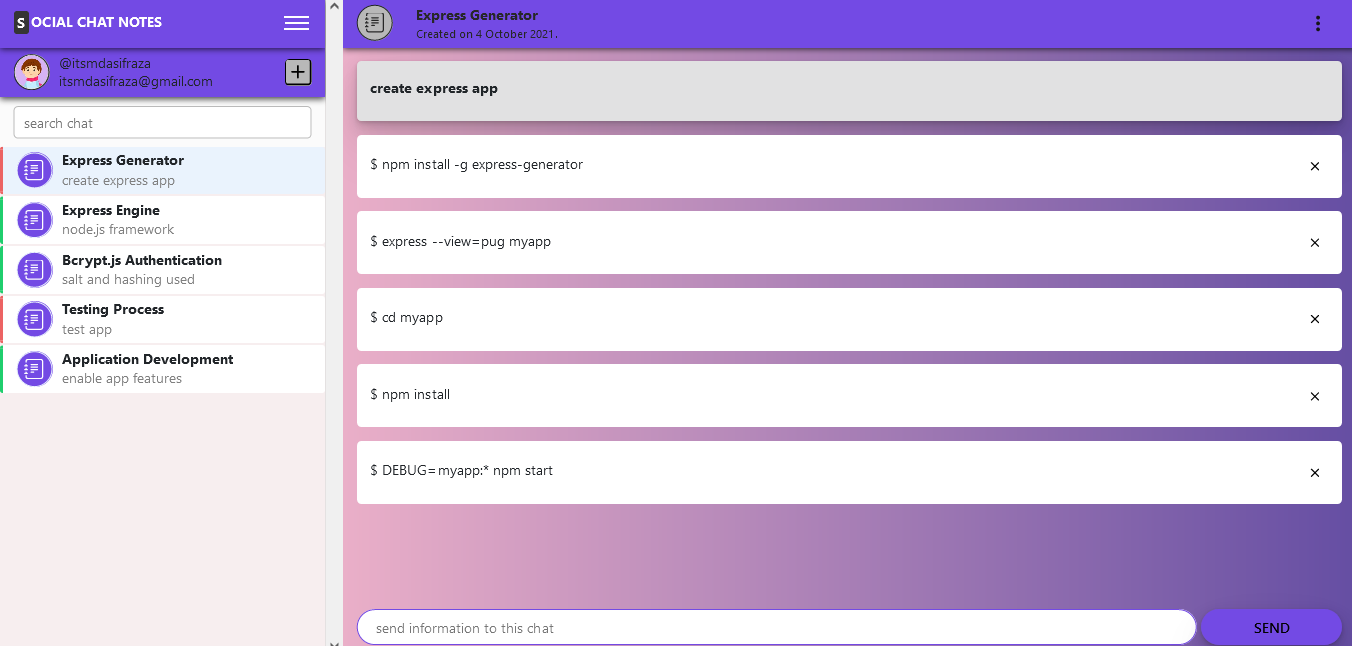 SOCIAL CHAT NOTES
@itsmdasifraza
itsmdasifraza@gmail.com
search chat
Express Generator
create express app
Express Engine
node.js framework
Bcrypt.js Authentication
salt and hashing used
Testing Process
test app
Application Development
enable app features
Express Generator
Created on 4 October 2021.
create express app
$ npm install -g express-generator
$ express --view=pug myapp
$ cd myapp
$ npm install
$ DEBUG=myapp:* npm start
send information to this chat
SEND